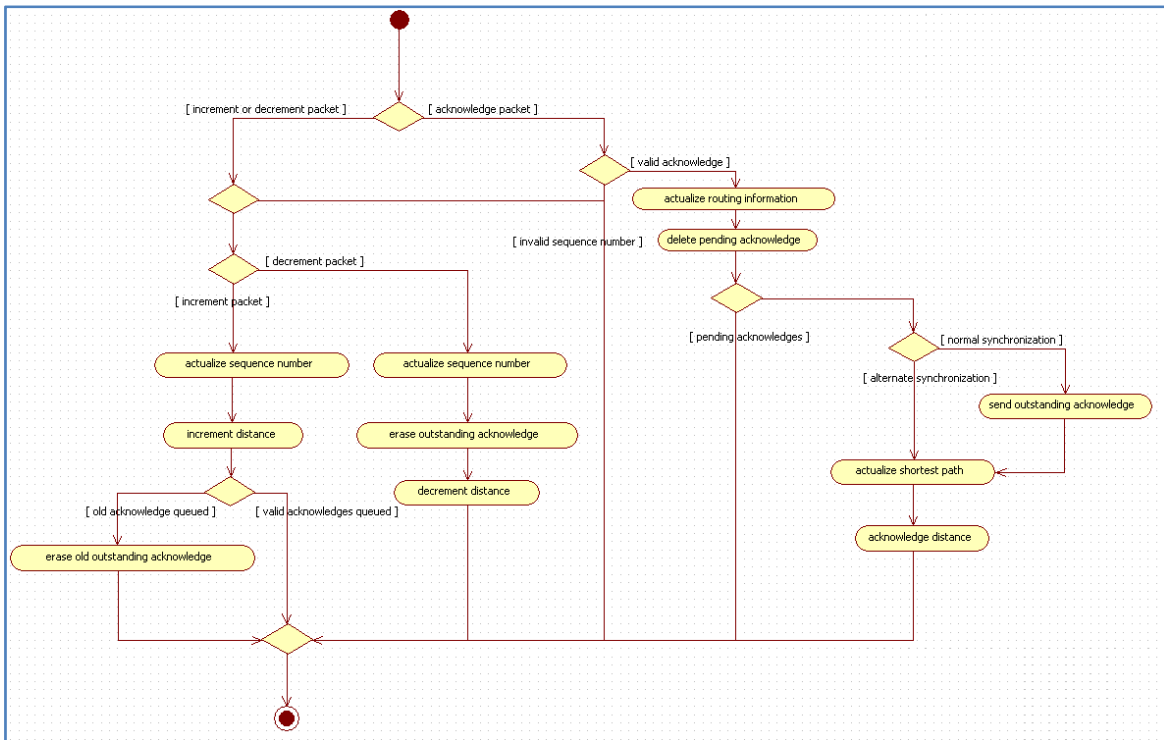 [ increment or decrement packet ]
[ acknowledge packet ]
[ valid acknowledge ]
actualize routing information
[ invalid sequence number ]
delete pending acknowledge
[ decrement packet ]
[ increment packet ]
[ pending acknowledges ]
[ normal synchronization ]
[ alternate synchronization ]
actualize sequence number
actualize sequence number
send outstanding acknowledge
increment distance
erase outstanding acknowledge
actualize shortest path
decrement distance
[ old acknowledge queued ]
[ valid acknowledges queued ]
acknowledge distance
erase old outstanding acknowledge